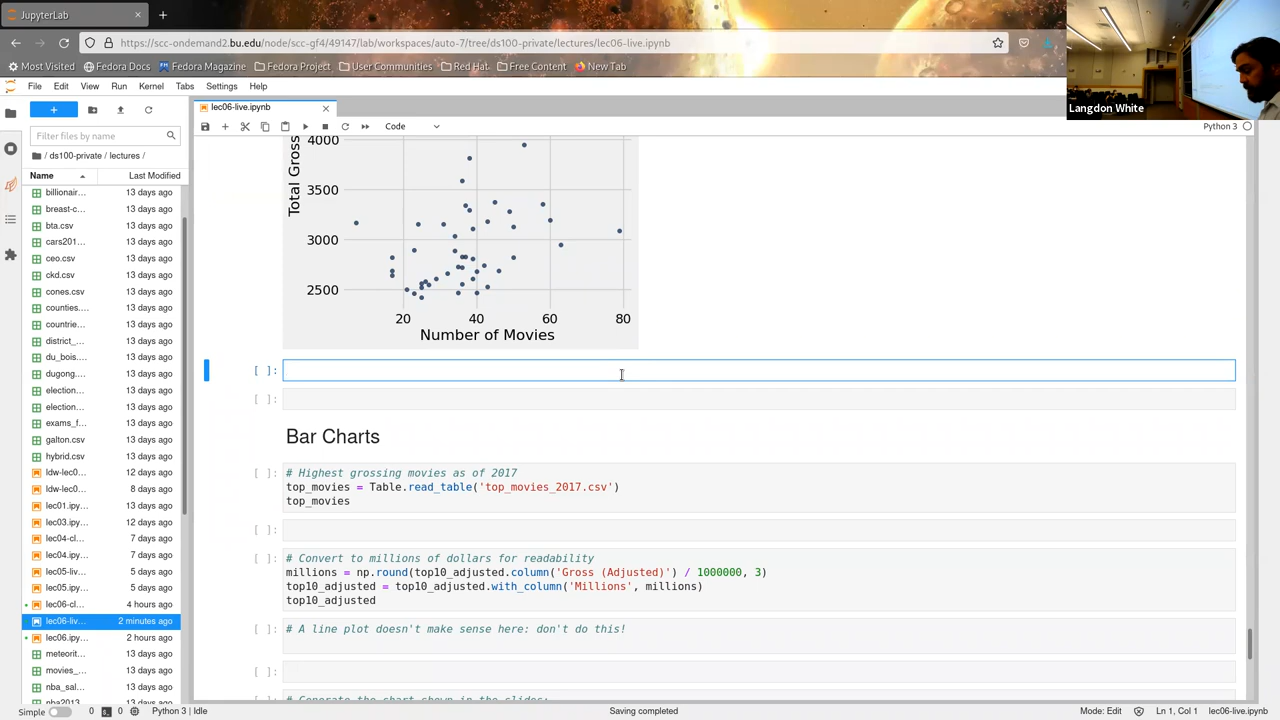 JupyterLab
https://scc-ondemand2.bu.edu/node/scc-gf4/49147/lab/workspaces/auto-7/tree/ds100-private/lectures/lec06-live.ipynb
Most Visited Fedora Docs Fedora Magazine Fedora Project User Communities Red Hat Free Content New Tab
Langdon White
File Edit View Run Kernel Tabs Settings Help
lec06-live.ipynb
Code
Python 3
Filter files by name
/ ds100-private / lectures /
Name Last Modified
billionair... 13 days ago
breast-c... 13 days ago
bta.csv 13 days ago
cars201... 13 days ago
ceo.csv 13 days ago
ckd.csv 13 days ago
cones.csv 13 days ago
counties.... 13 days ago
countrie... 13 days ago
district_... 13 days ago
du_bois.... 13 days ago
dugong.... 13 days ago
election... 13 days ago
election... 13 days ago
exams_f... 13 days ago
galton.csv 13 days ago
hybrid.csv 13 days ago
ldw-lec0... 12 days ago
ldw-lec0... 8 days ago
lec01.ipy... 13 days ago
lec03.ipy... 12 days ago
lec04-cl... 7 days ago
lec04.ipy... 7 days ago
lec05-liv... 5 days ago
lec05.ipy... 5 days ago
lec06-cl... 4 hours ago
lec06-liv... 2 minutes ago
lec06.ipy... 2 hours ago
meteorit... 13 days ago
movies_... 13 days ago
nba_sal... 13 days ago
nba2013... 13 days ago
Total Gross
4000
3500
3000
2500
20 40 60 80
Number of Movies
[ ]:
[ ]:
Bar Charts
[ ]: # Highest grossing movies as of 2017
top_movies = Table.read_table('top_movies_2017.csv')
top_movies
[ ]:
[ ]: # Convert to millions of dollars for readability
millions = np.round(top10_adjusted.column('Gross (Adjusted)') / 1000000, 3)
top10_adjusted = top10_adjusted.with_column('Millions', millions)
top10_adjusted
[ ]: # A line plot doesn't make sense here: don't do this!
[ ]:
[ ]: # Generate the chart shown in the slides:
Simple 0 0 Python 3 | Idle Saving completed Mode: Edit Ln 1, Col 1 lec06-live.ipynb